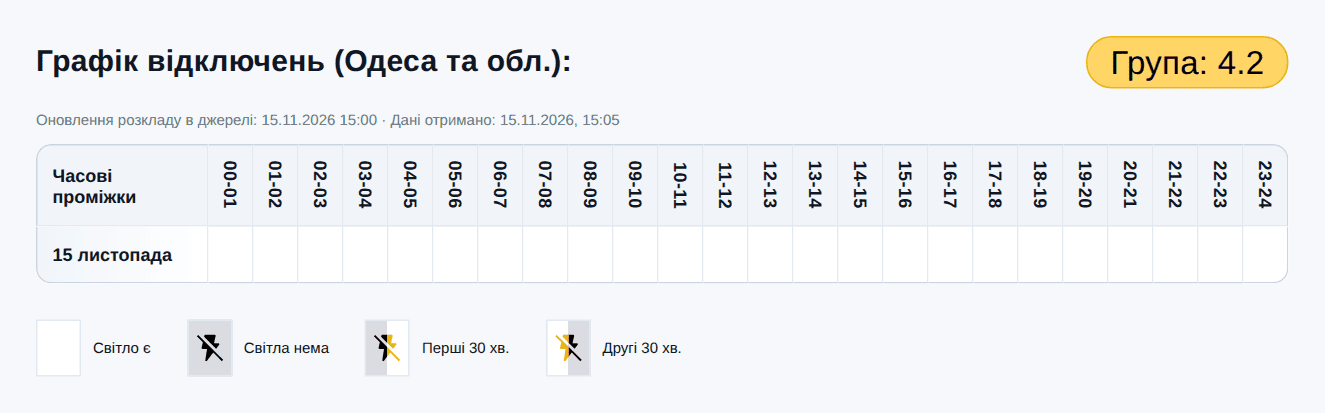 Графік відключень (Одеса та обл.):
Група: 4.2
Оновлення розкладу в джерелі: 15.11.2026 15:00 · Дані отримано: 15.11.2026, 15:05
Часові
проміжки
00-01
01-02
02-03
03-04
04-05
05-06
06-07
07-08
08-09
09-10
10-11
11-12
12-13
13-14
14-15
15-16
16-17
17-18
18-19
19-20
20-21
21-22
22-23
23-24
15 листопада
Світло є
Світла нема
Перші 30 хв.
Другі 30 хв.